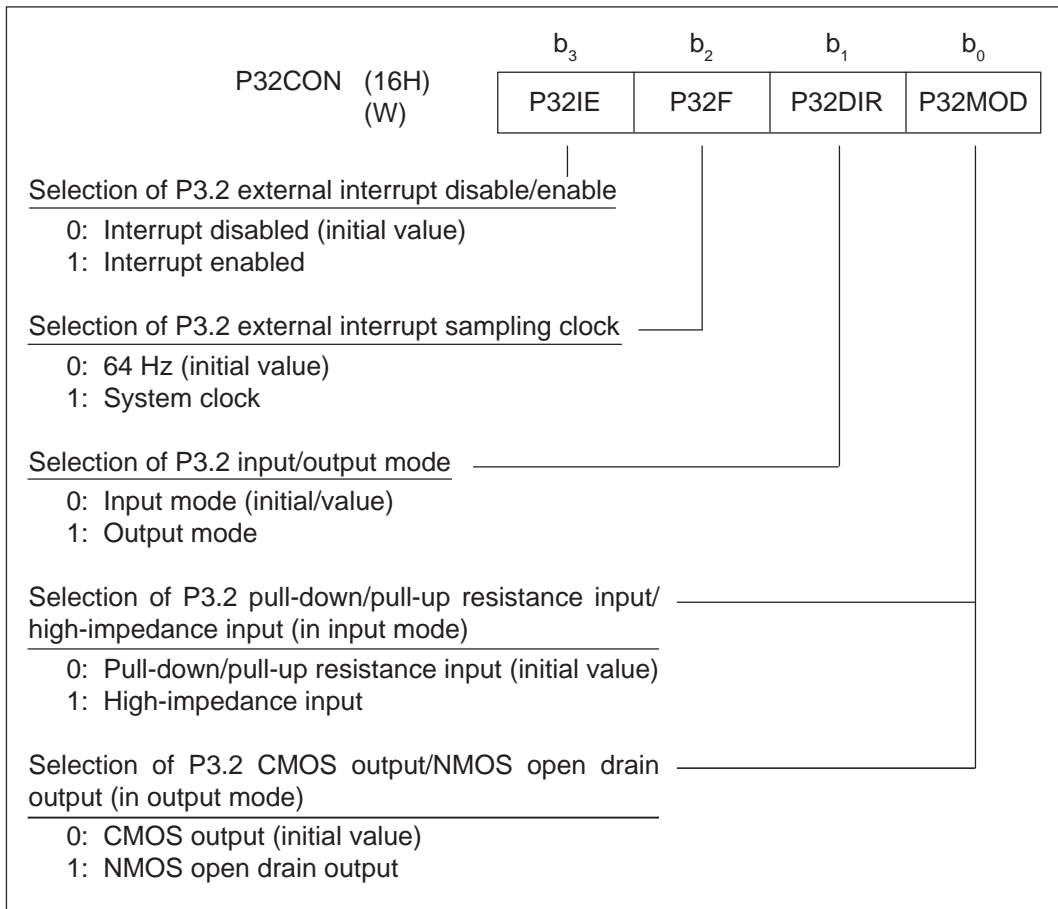 b3 b2 b1 b0
P32CON (16H)
(W)
P32IE P32F P32DIR P32MOD
Selection of P3.2 external interrupt disable/enable
0: Interrupt disabled (initial value)
1: Interrupt enabled
Selection of P3.2 external interrupt sampling clock
0: 64 Hz (initial value)
1: System clock
Selection of P3.2 input/output mode
0: Input mode (initial/value)
1: Output mode
Selection of P3.2 pull-down/pull-up resistance input/
high-impedance input (in input mode)
0: Pull-down/pull-up resistance input (initial value)
1: High-impedance input
Selection of P3.2 CMOS output/NMOS open drain
output (in output mode)
0: CMOS output (initial value)
1: NMOS open drain output